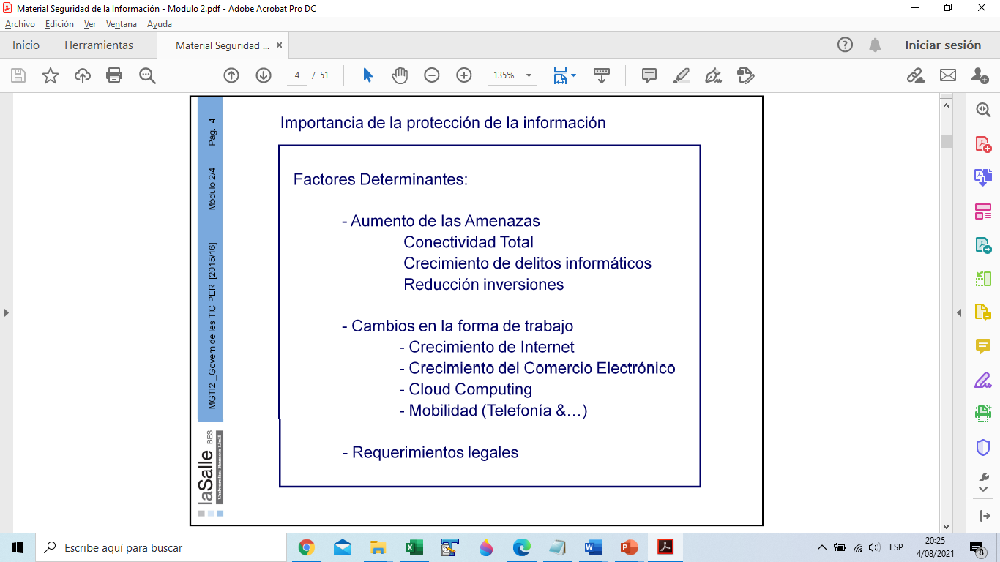 Material Seguridad de la Información - Modulo 2.pdf - Adobe Acrobat Pro DC
Archivo Edición Ver Ventana Ayuda
Inicio Herramientas Material Seguridad ... Iniciar sesión
4 / 51 135%
Importancia de la protección de la información
Factores Determinantes:
- Aumento de las Amenazas
Conectividad Total
Crecimiento de delitos informáticos
Reducción inversiones
- Cambios en la forma de trabajo
- Crecimiento de Internet
- Crecimiento del Comercio Electrónico
- Cloud Computing
- Mobilidad (Telefonía &…)
- Requerimientos legales
MGTI2 _Govern de les TIC PER [2015/16] Módulo 2/4 Pág. 4
laSalle BES
Universitat Ramon Llull
Escribe aquí para buscar
ESP
20:25
4/08/2021
8